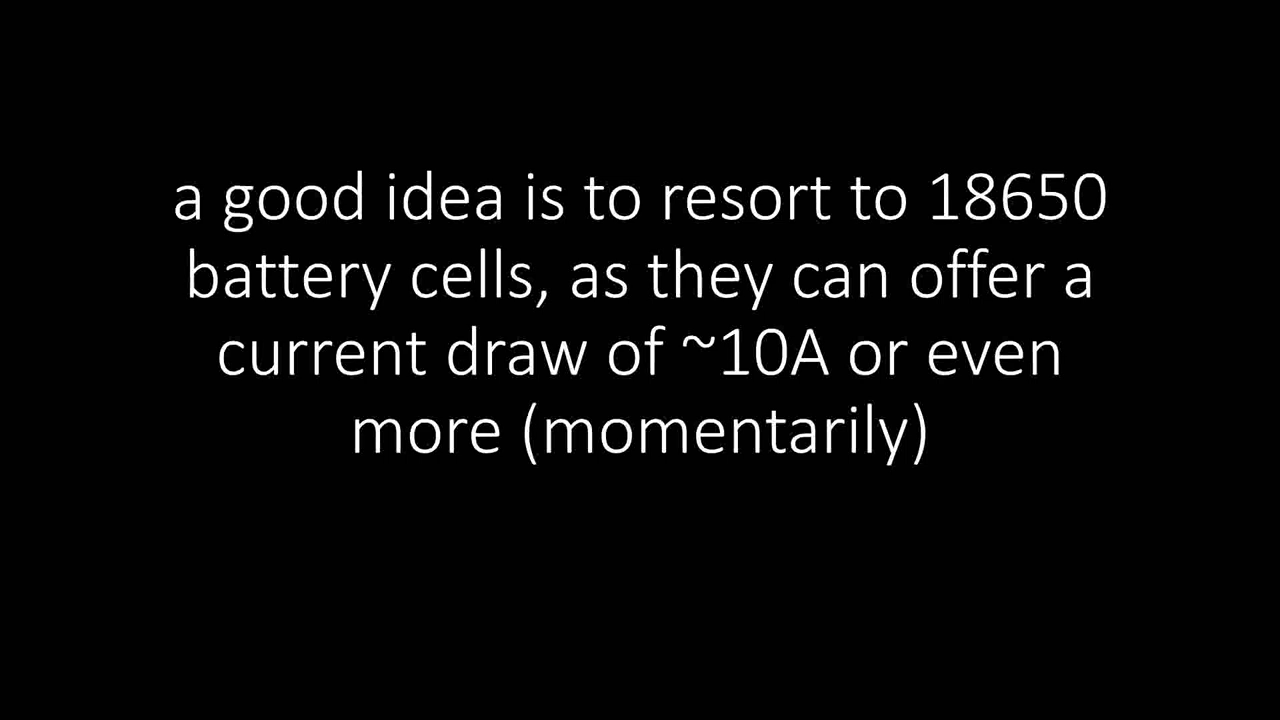 a good idea is to resort to 18650
battery cells, as they can offer a
current draw of ~10A or even
more (momentarily)